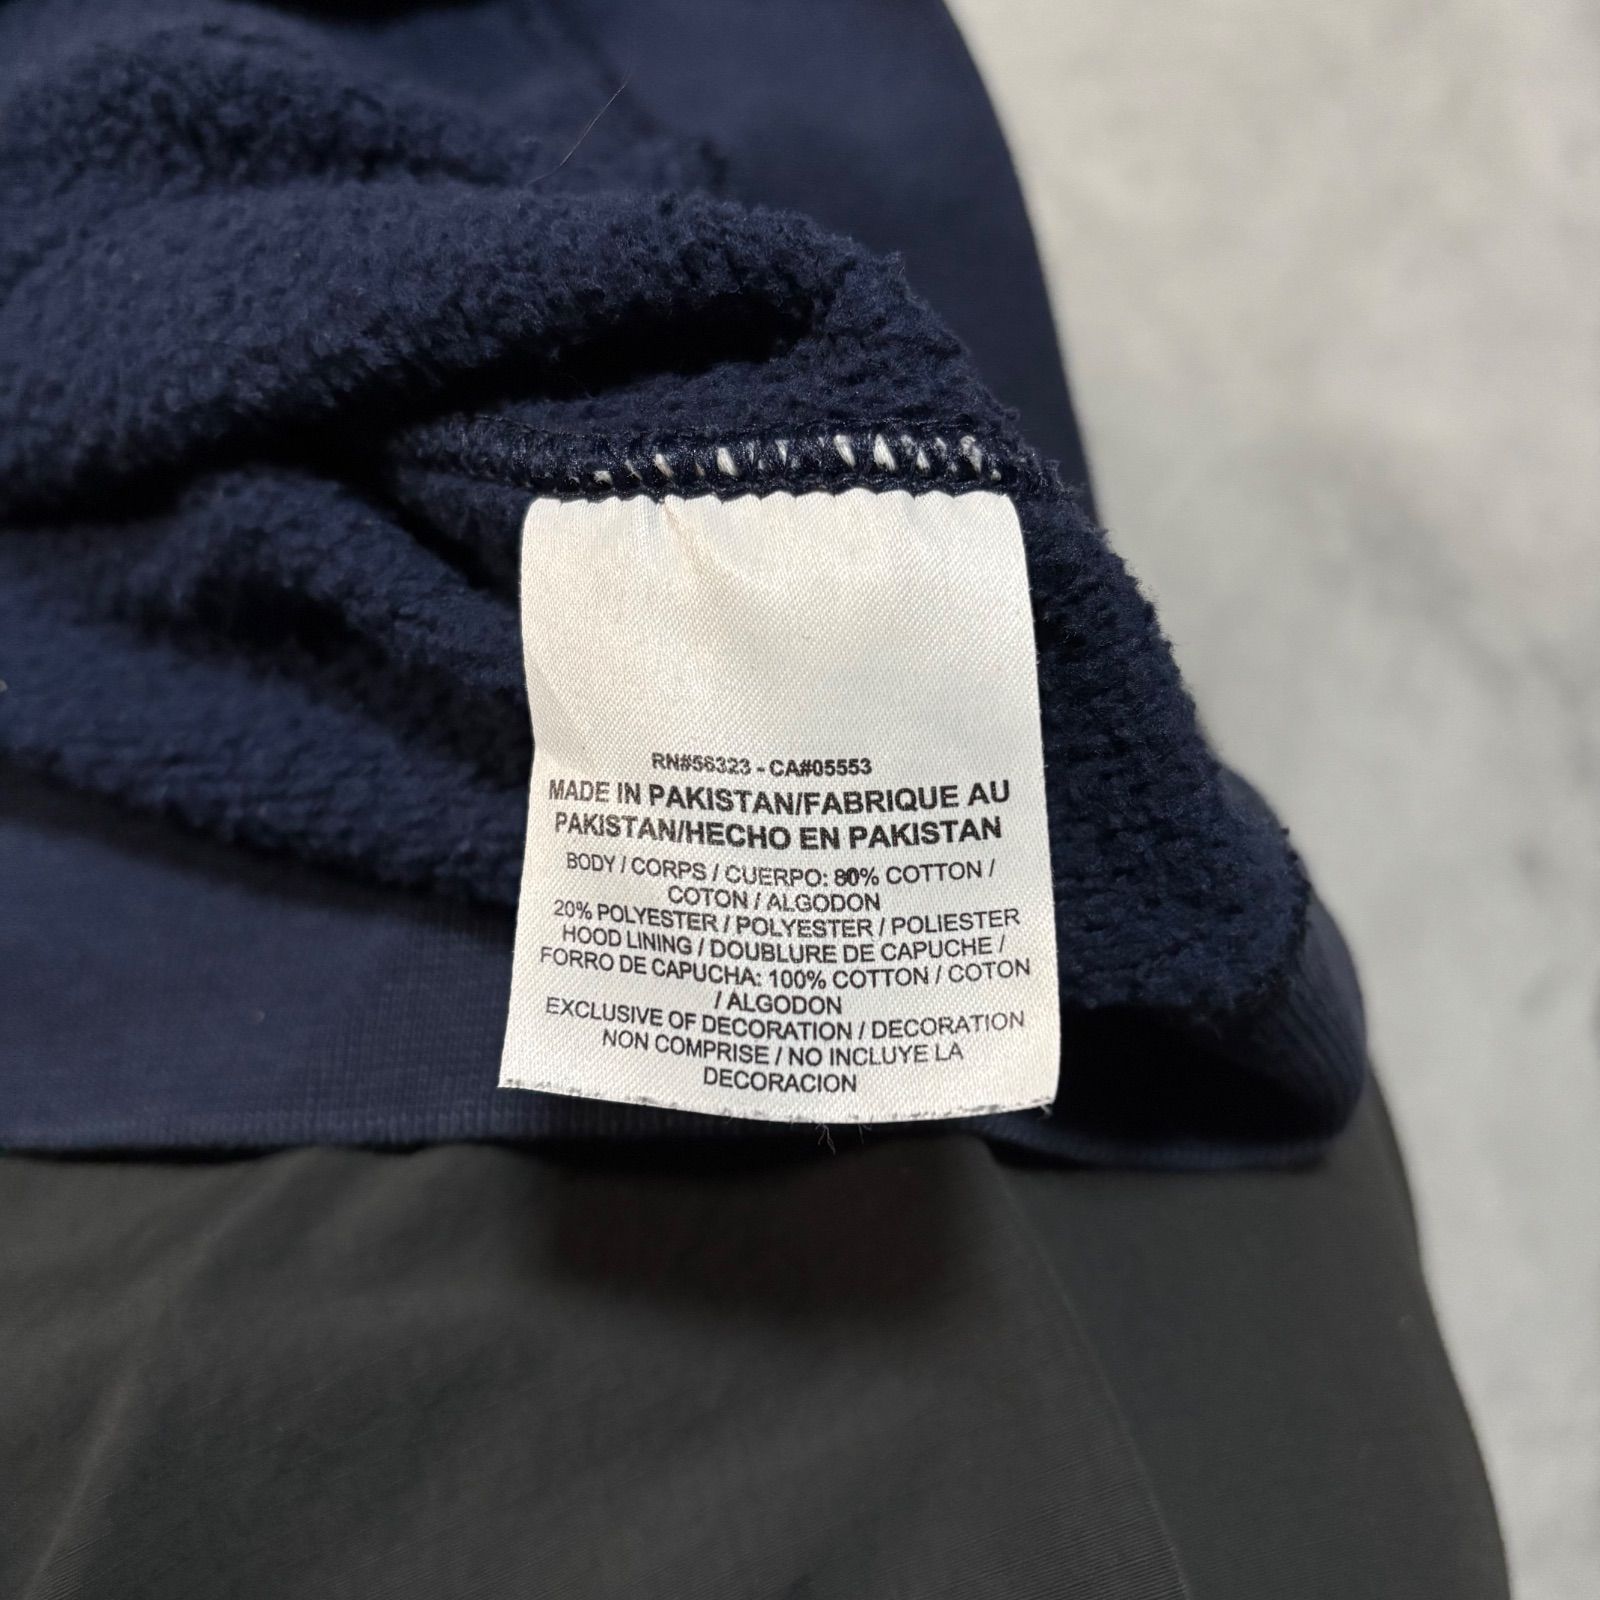 RN#56323 - CA#05553
MADE IN PAKISTAN/FABRIQUE AU
PAKISTAN/HECHO EN PAKISTAN
BODY / CORPS / CUERPO: 80% COTTON /
COTON / ALGODON
20% POLYESTER / POLYESTER / POLIESTER
HOOD LINING / DOUBLURE DE CAPUCHE /
FORRO DE CAPUCHA: 100% COTTON / COTON
/ ALGODON
EXCLUSIVE OF DECORATION / DECORATION
NON COMPRISE / NO INCLUYE LA
DECORACION